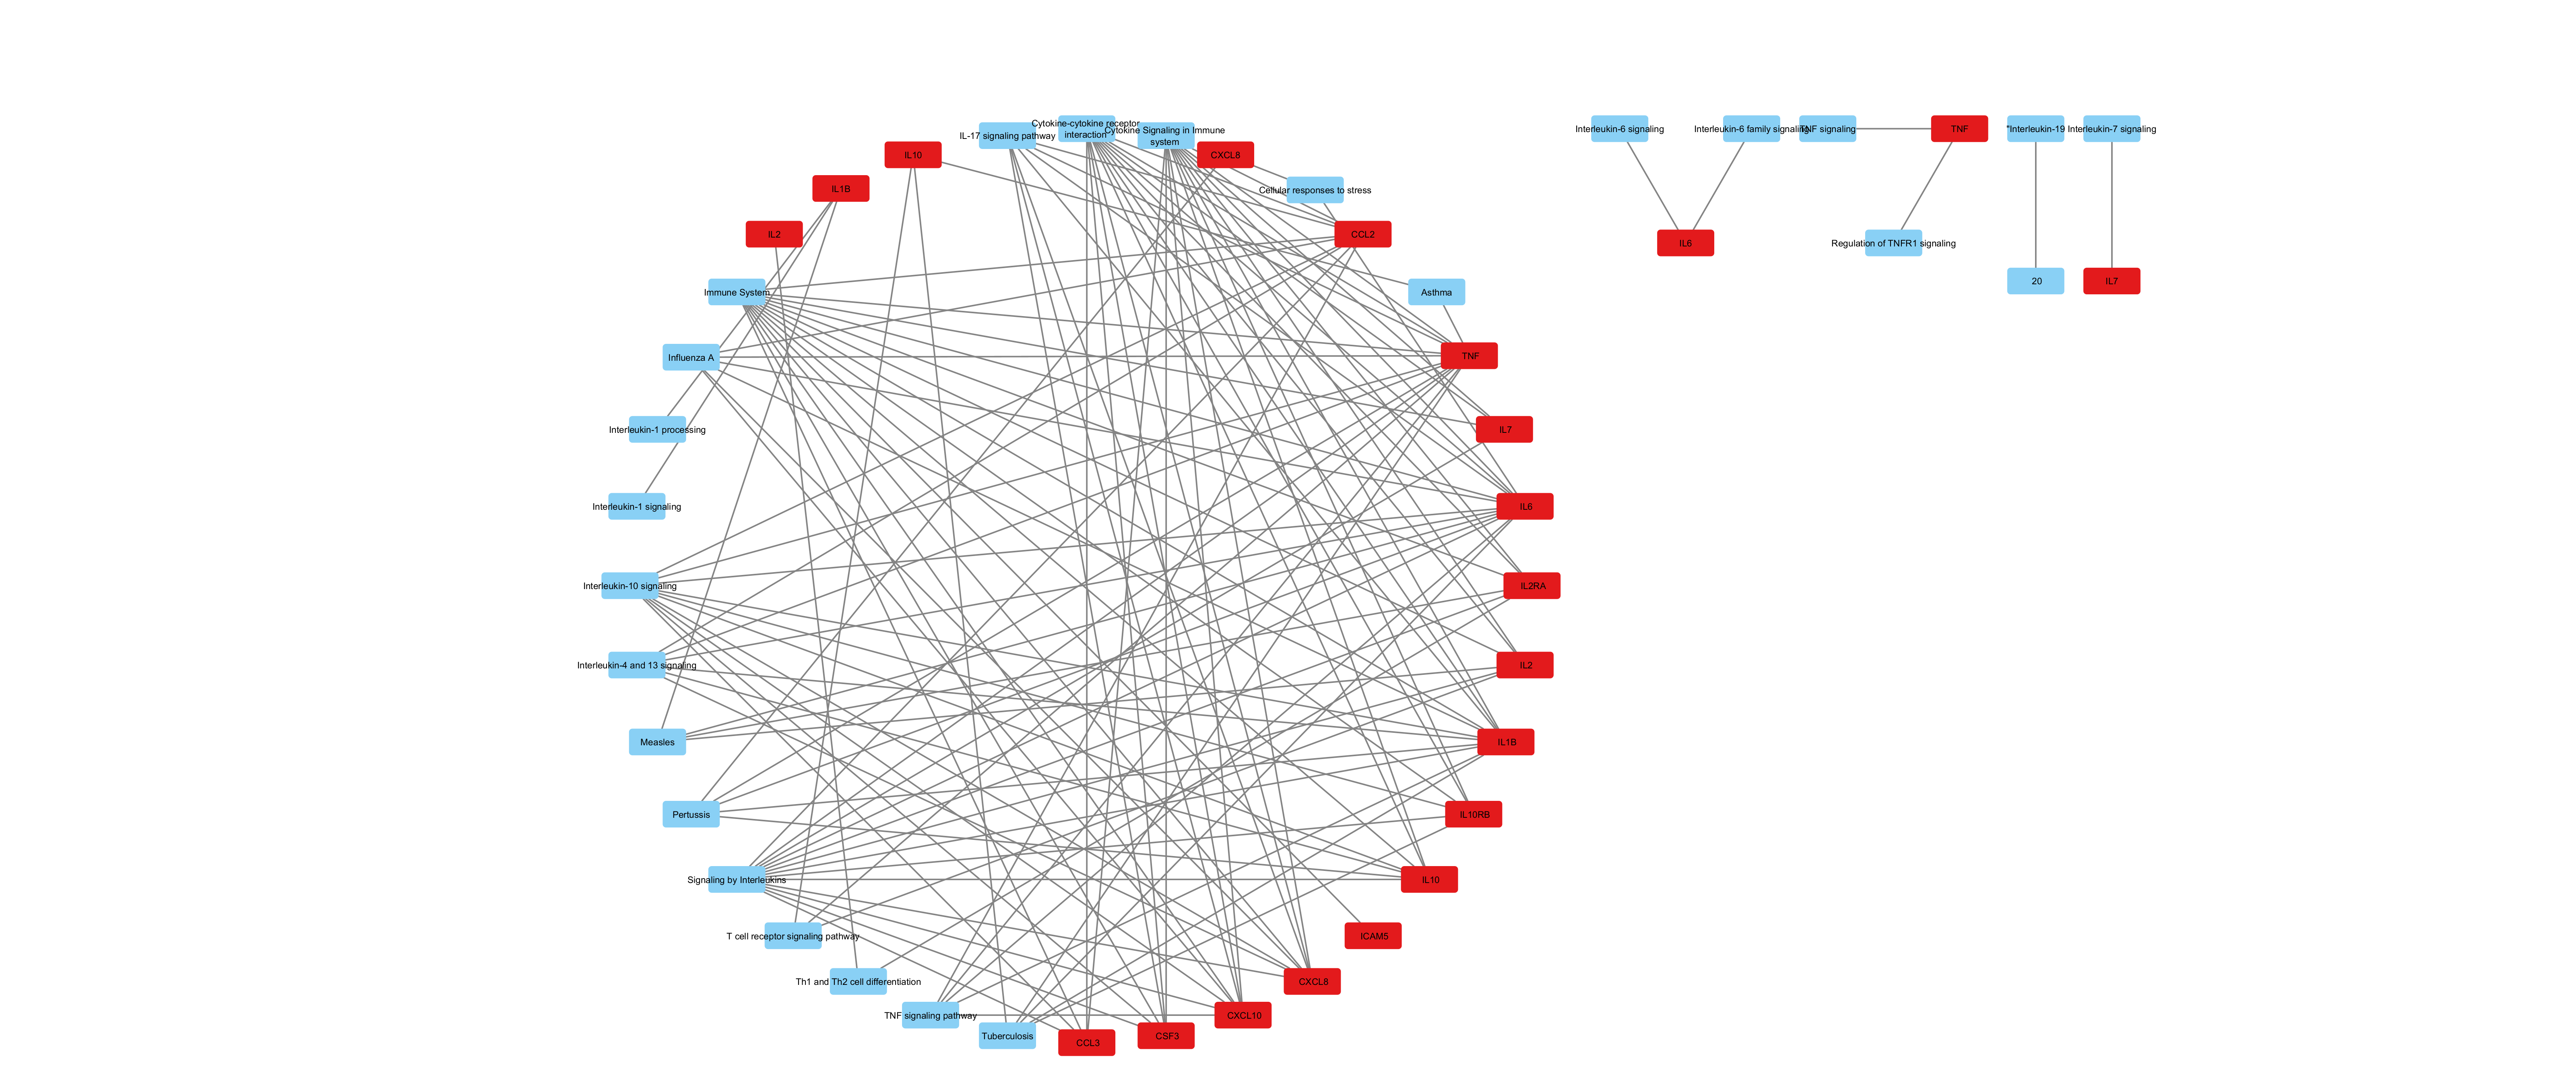 Cytokine-cytokine receptor
interaction
IL-17 signaling pathway
Cytokine Signaling in Immune
system
IL10
CXCL8
IL1B
Cellular responses to stress
IL2
CCL2
Immune System
Asthma
Influenza A
TNF
Interleukin-1 processing
IL7
Interleukin-1 signaling
IL6
Interleukin-10 signaling
IL2RA
Interleukin-4 and 13 signaling
IL2
Measles
IL1B
Pertussis
IL10RB
Signaling by Interleukins
IL10
T cell receptor signaling pathway
ICAM5
Th1 and Th2 cell differentiation
CXCL8
TNF signaling pathway
CXCL10
Tuberculosis
CSF3
CCL3
Interleukin-6 signaling
Interleukin-6 family signaling
IL6
TNF signaling
TNF
Regulation of TNFR1 signaling
"Interleukin-19
20
Interleukin-7 signaling
IL7